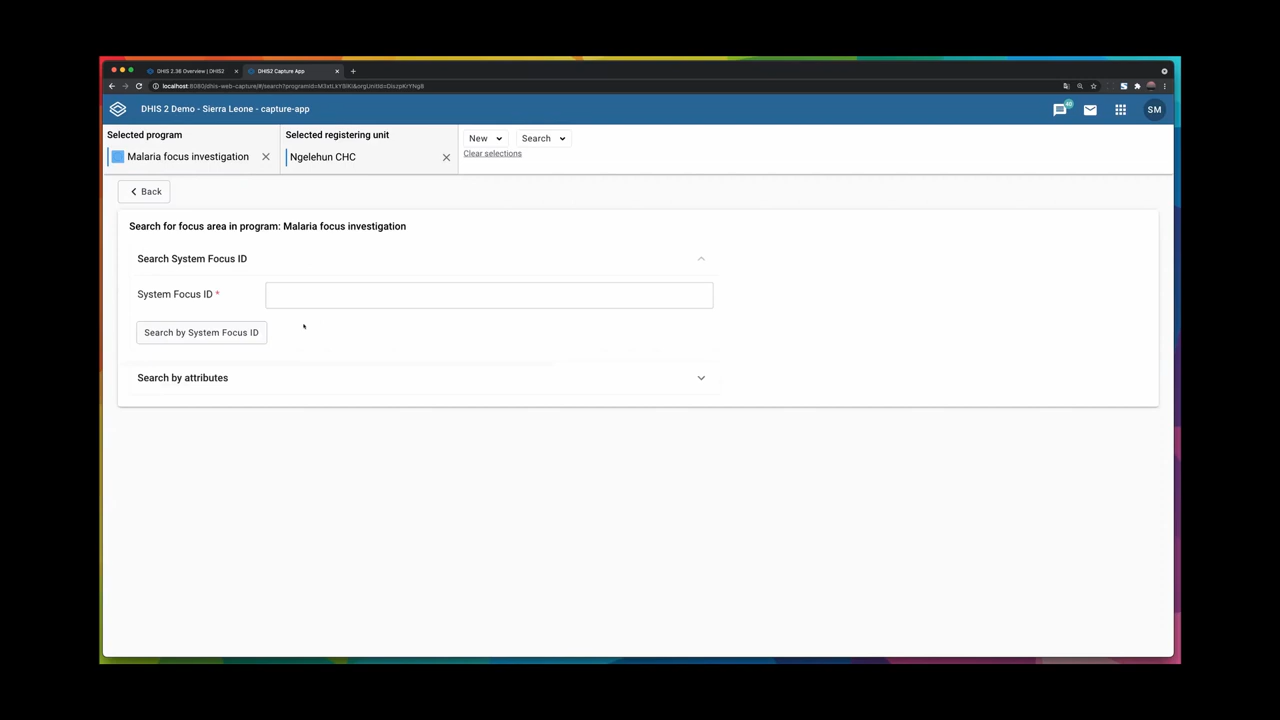 DHIS 2.36 Overview | DHIS2
DHIS2 Capture App
DHIS 2 Demo - Sierra Leone - capture-app
40
SM
Selected program
Malaria focus investigation
Selected registering unit
Ngelehun CHC
New
Search
Clear selections
Back
Search for focus area in program: Malaria focus investigation
Search System Focus ID
System Focus ID *
Search by System Focus ID
Search by attributes